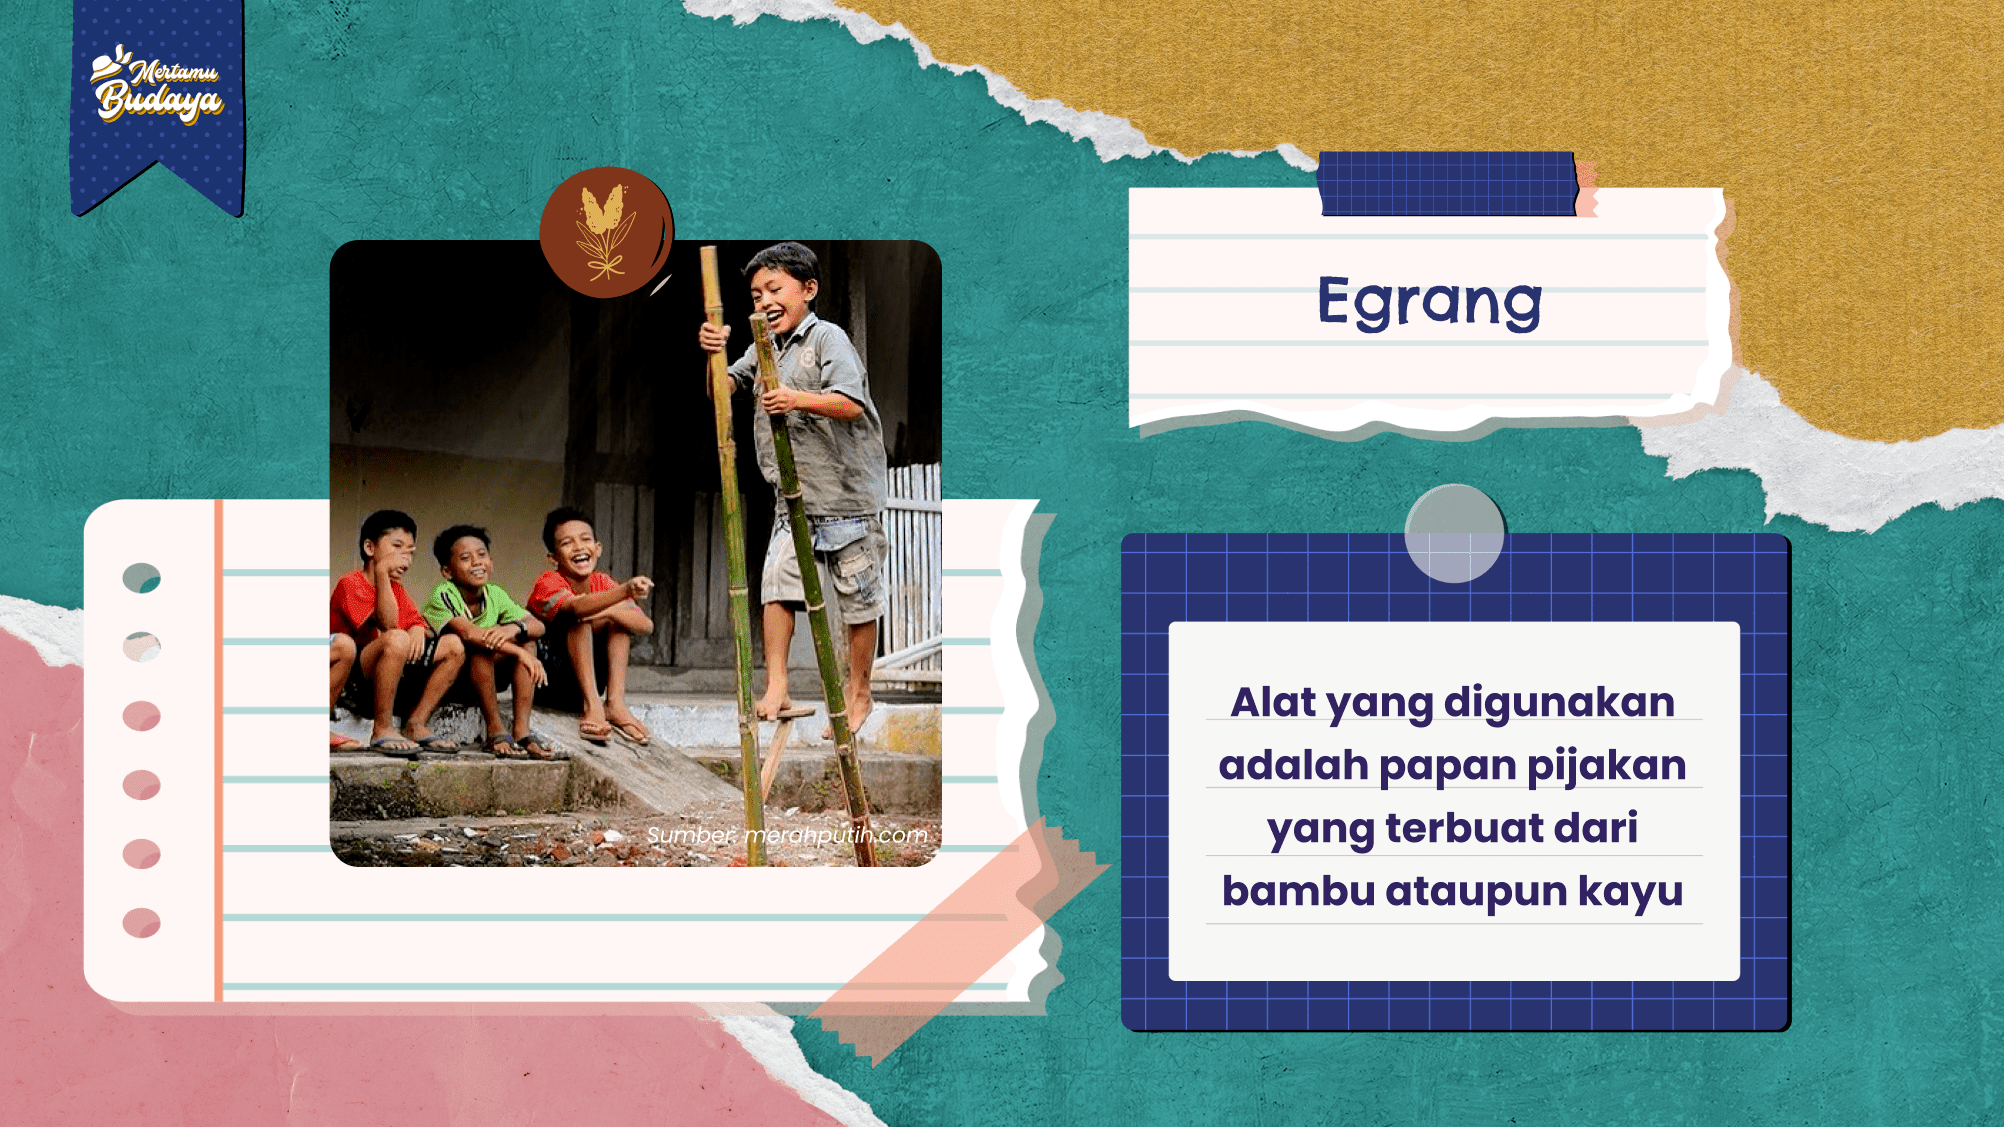 Mertamu
Budaya
Egrang
Sumber: merahputih.com
Alat yang digunakan
adalah papan pijakan
yang terbuat dari
bambu ataupun kayu